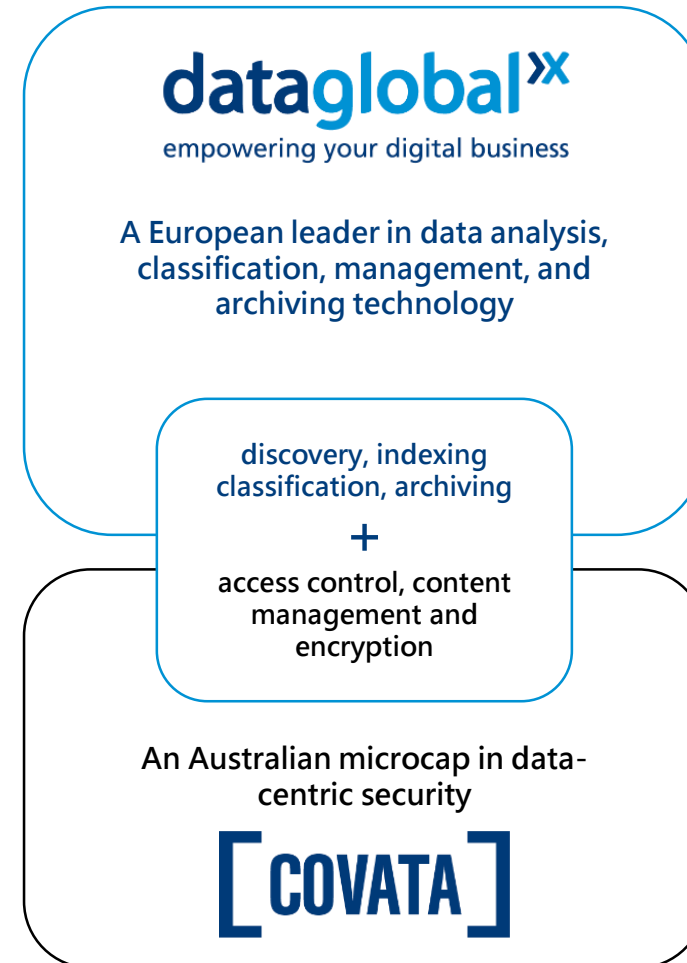 dataglobal
empowering your digital business
A European leader in data analysis,
classification, management, and
archiving technology
discovery, indexing
classification, archiving
+
access control, content
management and
encryption
An Australian microcap in data-
centric security
[COVATA]